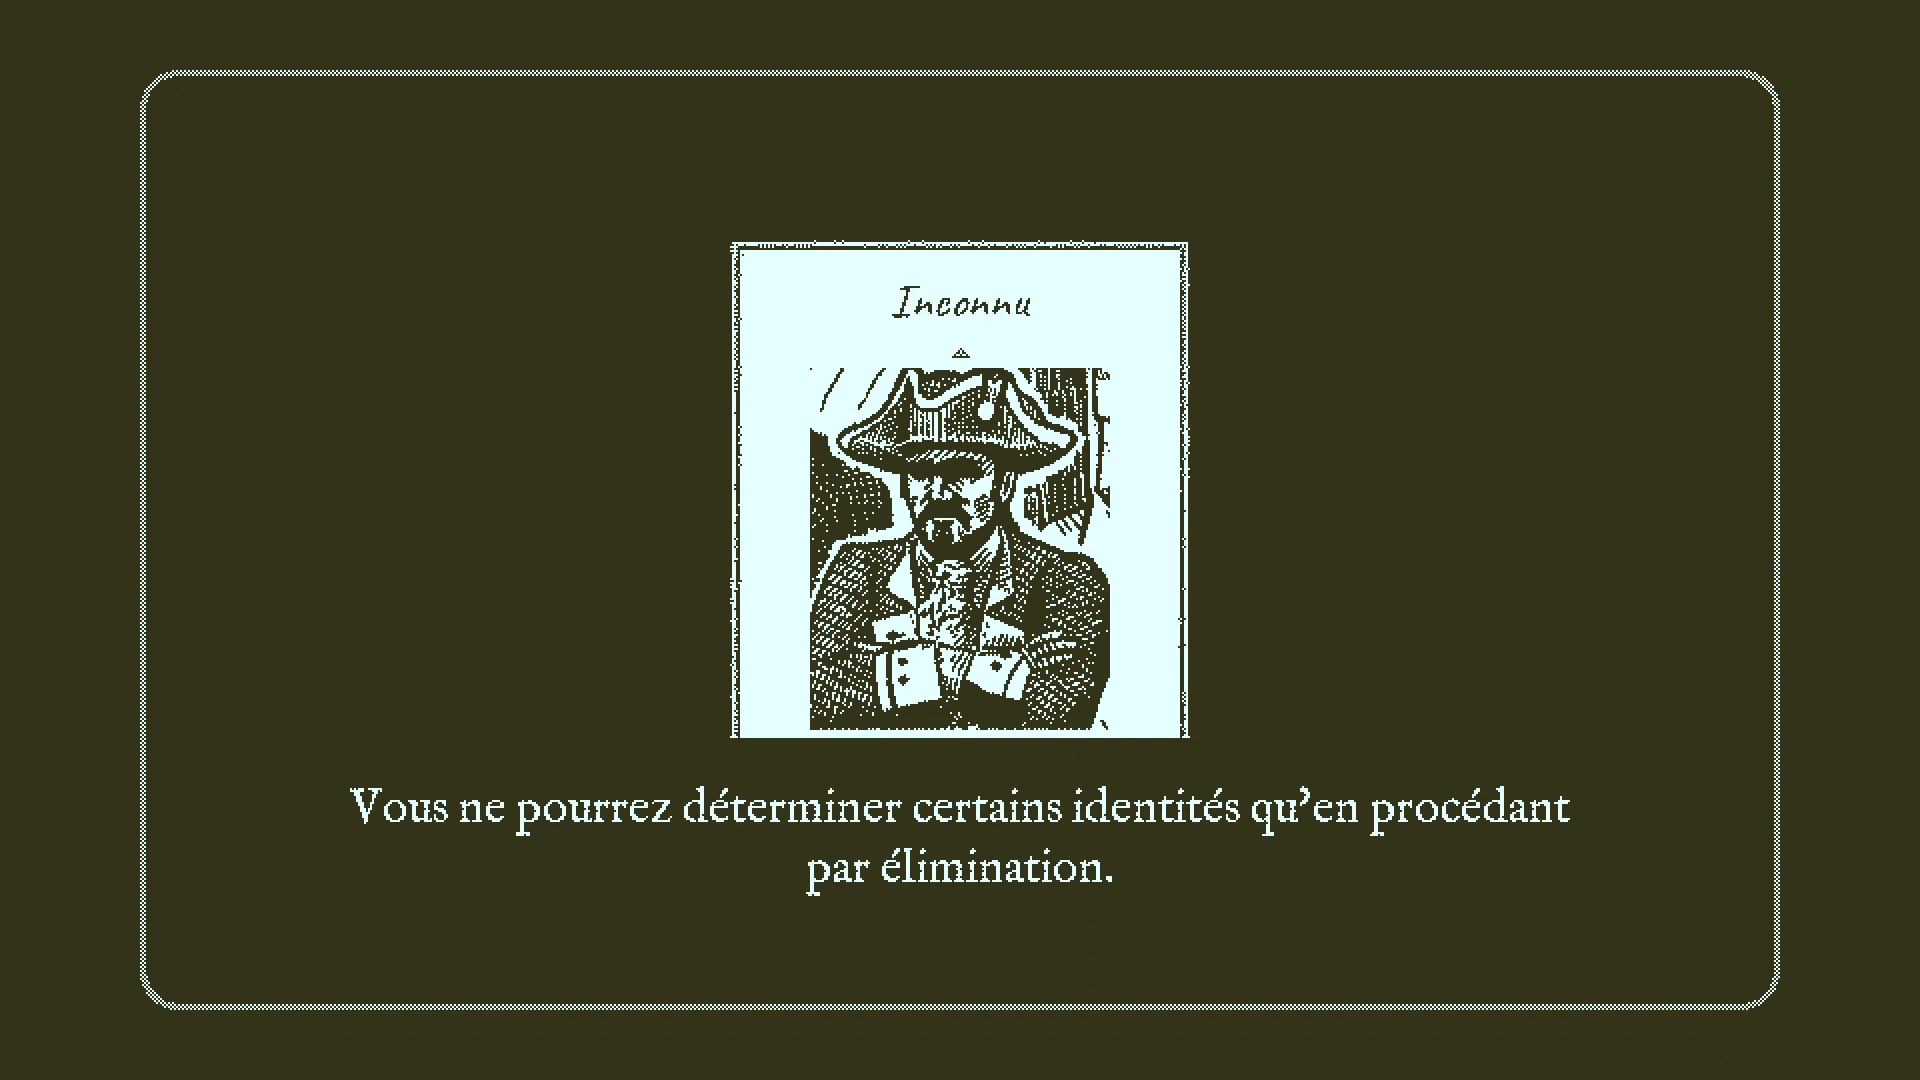 Inconnu
Vous ne pourrez déterminer certains identités qu'en procédant
par élimination.